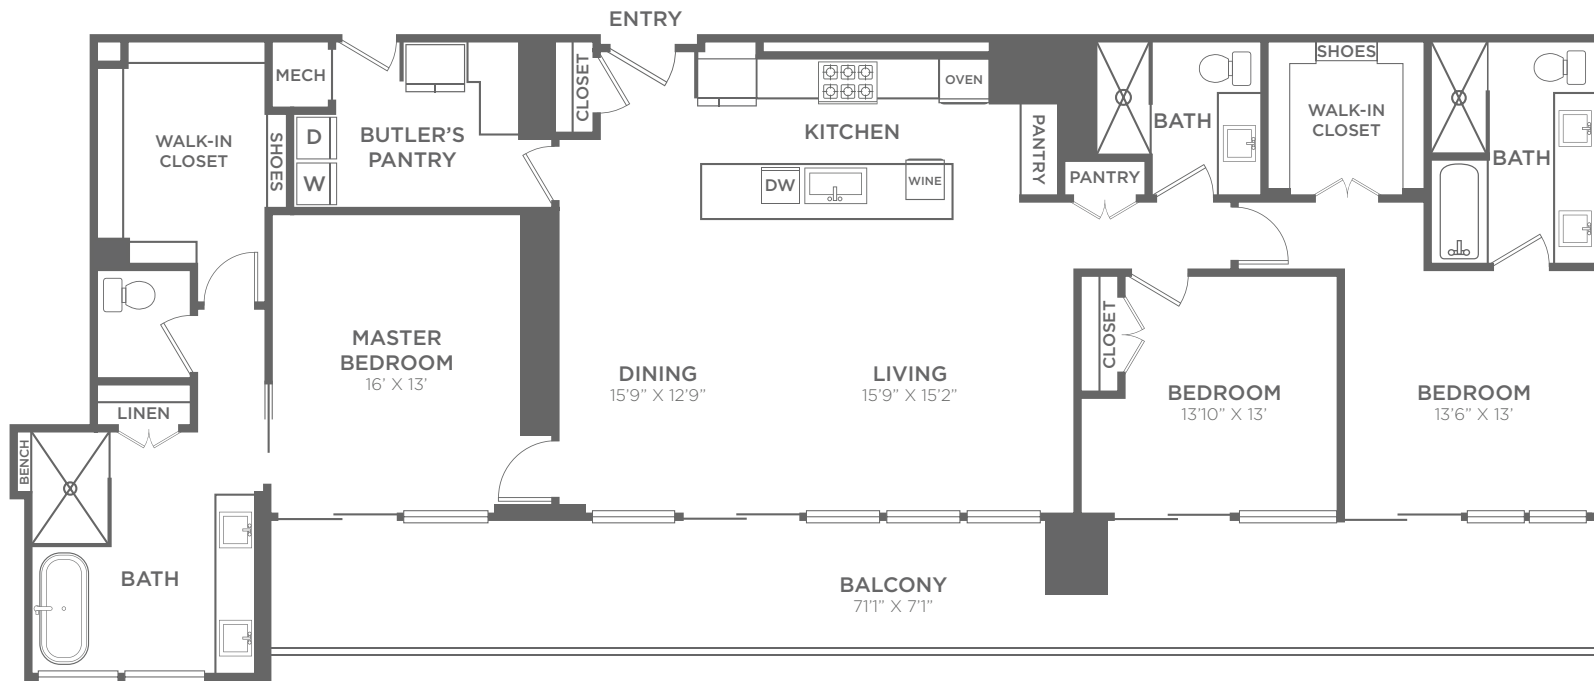 ENTRY
MECH
CLOSET
OVEN
SHOES
WALK-IN
CLOSET
SHOES
D
W
BUTLER'S
PANTRY
KITCHEN
PANTRY
BATH
WALK-IN
CLOSET
BATH
DW
WINE
PANTRY
MASTER
BEDROOM
16' X 13'
DINING
15'9" X 12'9"
LIVING
15'9" X 15'2"
CLOSET
BEDROOM
13'10" X 13'
BEDROOM
13'6" X 13'
LINEN
BENCH
BATH
BALCONY
71'1" X 7'1"